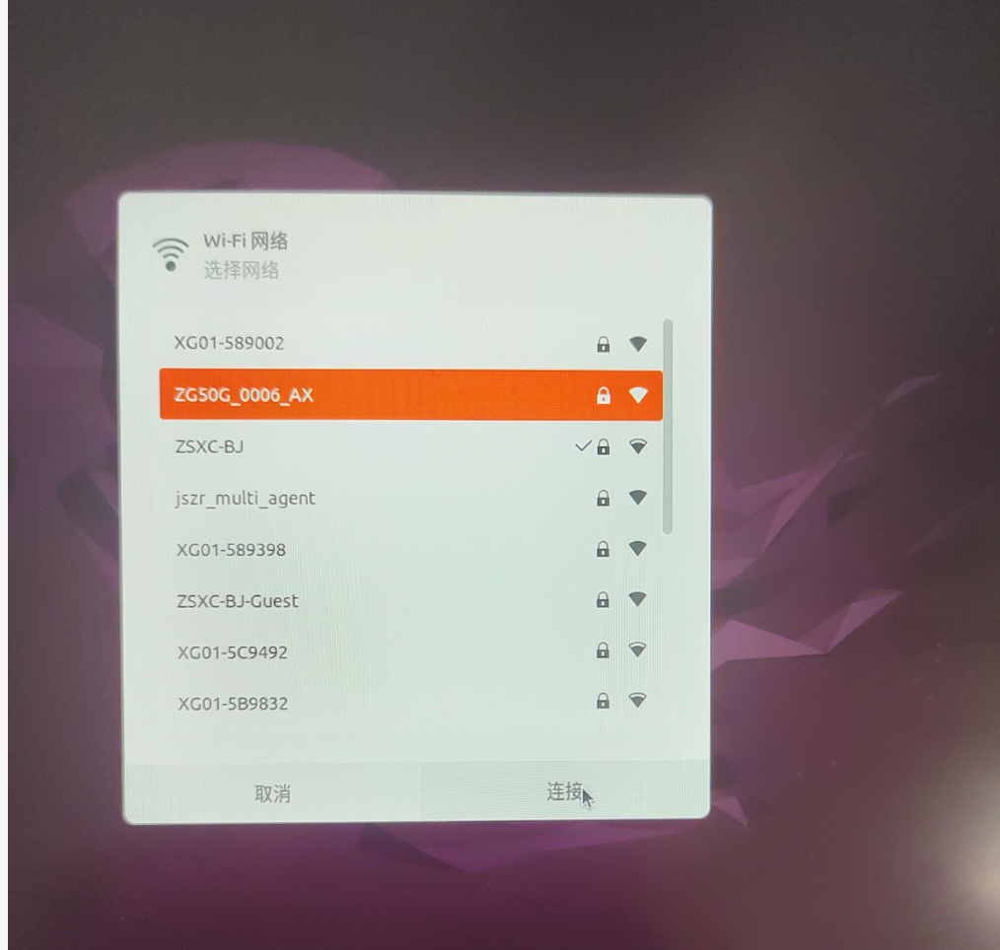 Wi-Fi 网络
选择网络
XG01-589002
ZG50G_0006_AX
ZSXC-BJ
jszr_multi_agent
XG01-589398
ZSXC-BJ-Guest
XG01-5C9492
XG01-5B9832
取消 连接